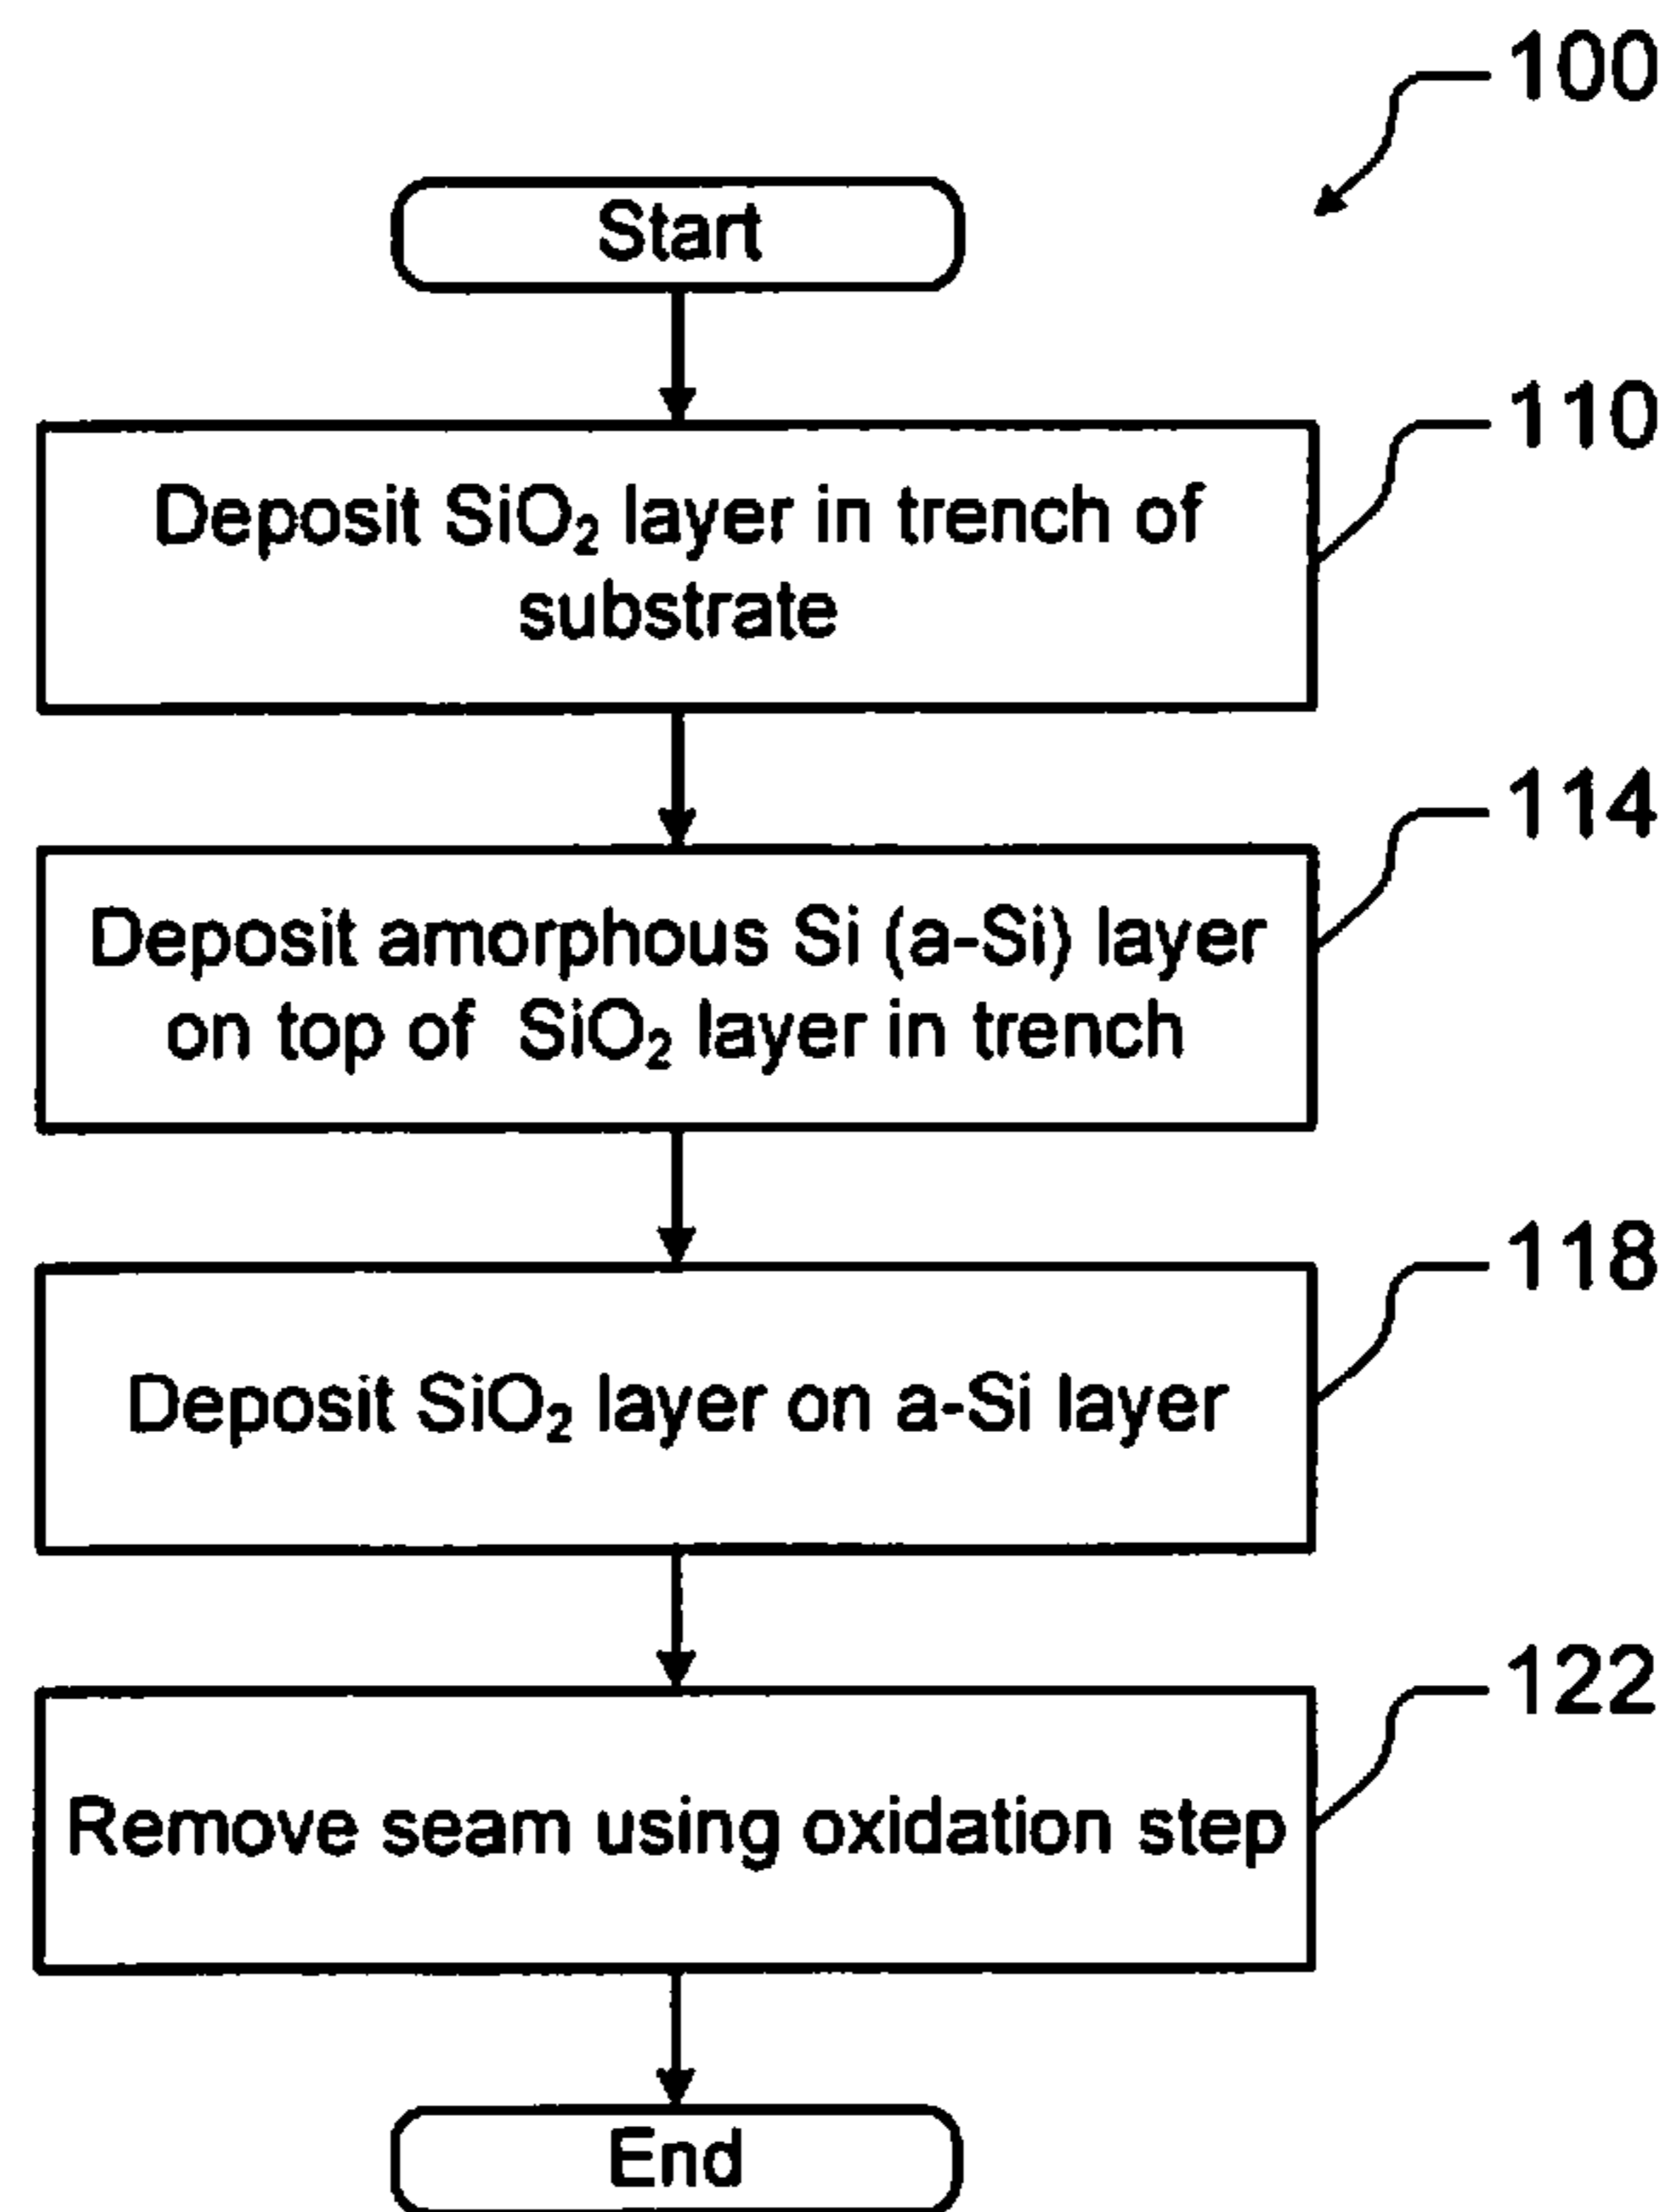 100
Start
110
Deposit SiO₂ layer in trench of
substrate
114
Deposit amorphous Si (a-Si) layer
on top of SiO₂ layer in trench
118
Deposit SiO₂ layer on a-Si layer
122
Remove seam using oxidation step
End